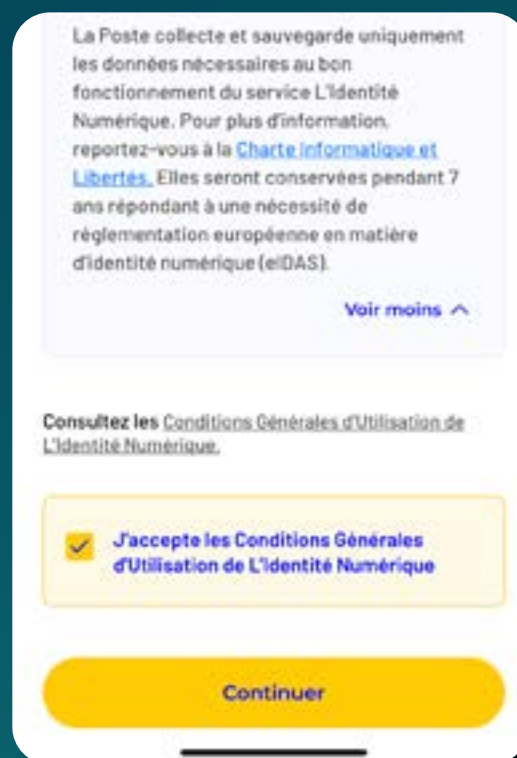 La Poste collecte et sauvegarde uniquement
les données nécessaires au bon
fonctionnement du service L'Identité
Numérique. Pour plus d'information,
reportez-vous à la Charte Informatique et
Libertés. Elles seront conservées pendant 7
ans répondant à une nécessité de
règlementation européenne en matière
d'identité numérique (eIDAS).
Voir moins
Consultez les Conditions Générales d'Utilisation de
L'Identité Numérique.
J'accepte les Conditions Générales
d'Utilisation de L'Identité Numérique
Continuer